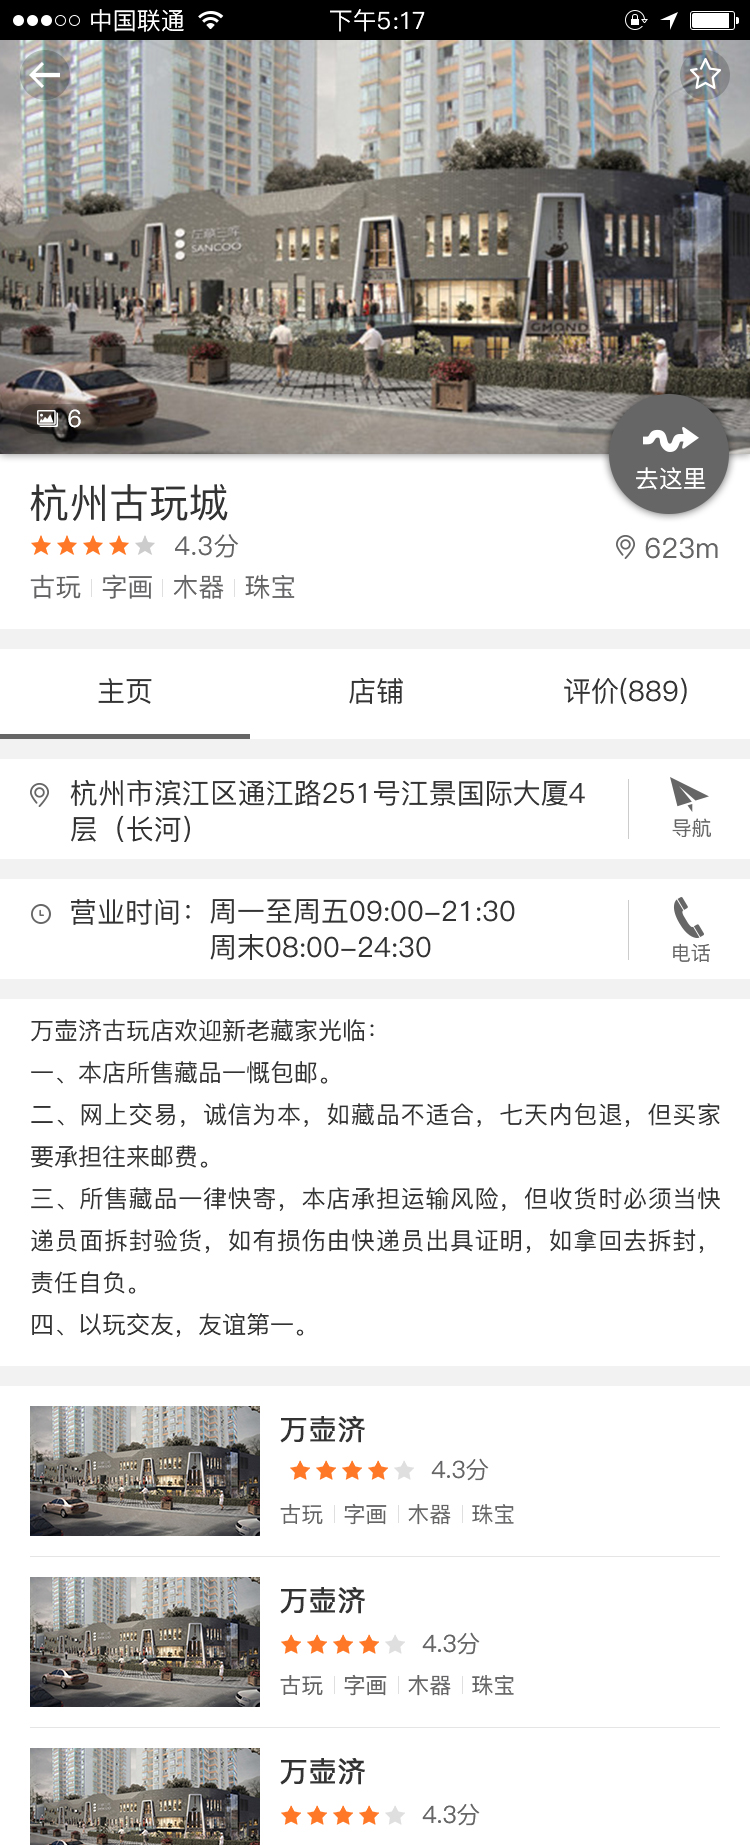 中国联通 下午5:17
左岸三舍
SANCOO
GMOND
6
去这里
杭州古玩城
4.3分
623m
古玩 字画 木器 珠宝
主页 店铺 评价(889)
杭州市滨江区通江路251号江景国际大厦4
层（长河）
导航
营业时间：周一至周五09:00-21:30
周末08:00-24:30
电话
万壶济古玩店欢迎新老藏家光临：
一、本店所售藏品一慨包邮。
二、网上交易，诚信为本，如藏品不适合，七天内包退，但买家
要承担往来邮费。
三、所售藏品一律快寄，本店承担运输风险，但收货时必须当快
递员面拆封验货，如有损伤由快递员出具证明，如拿回去拆封，
责任自负。
四、以玩交友，友谊第一。
万壶济
4.3分
古玩 字画 木器 珠宝
万壶济
4.3分
古玩 字画 木器 珠宝
万壶济
4.3分